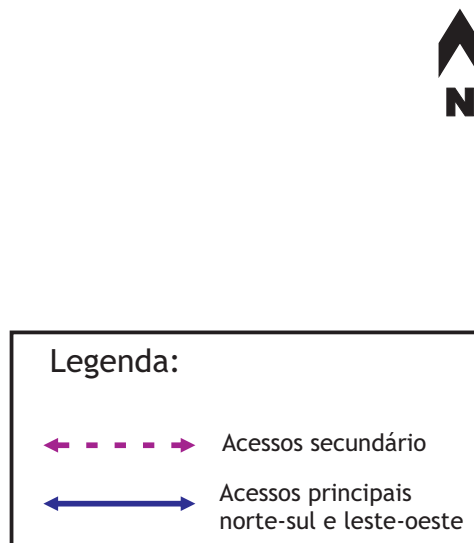 N
Legenda:
Acessos secundário
Acessos principais
norte-sul e leste-oeste